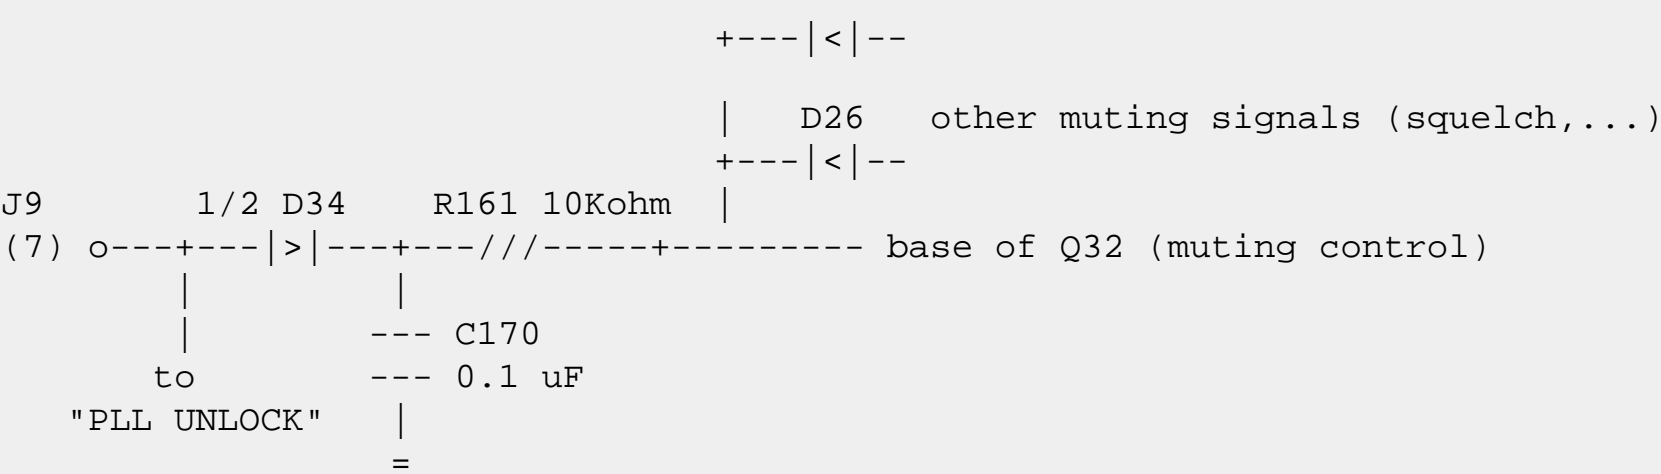 +---|<|--
| D26 other muting signals (squelch,...)
+---|<|--
J9 1/2 D34 R161 10Kohm |
(7) o---+---|>|---+---///-----+--------- base of Q32 (muting control)
| |
| --- C170
to --- 0.1 uF
"PLL UNLOCK" |
=